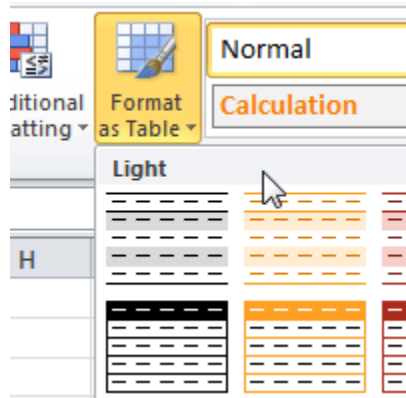 ditional
atting
Format
as Table
Normal
Calculation
Light
H